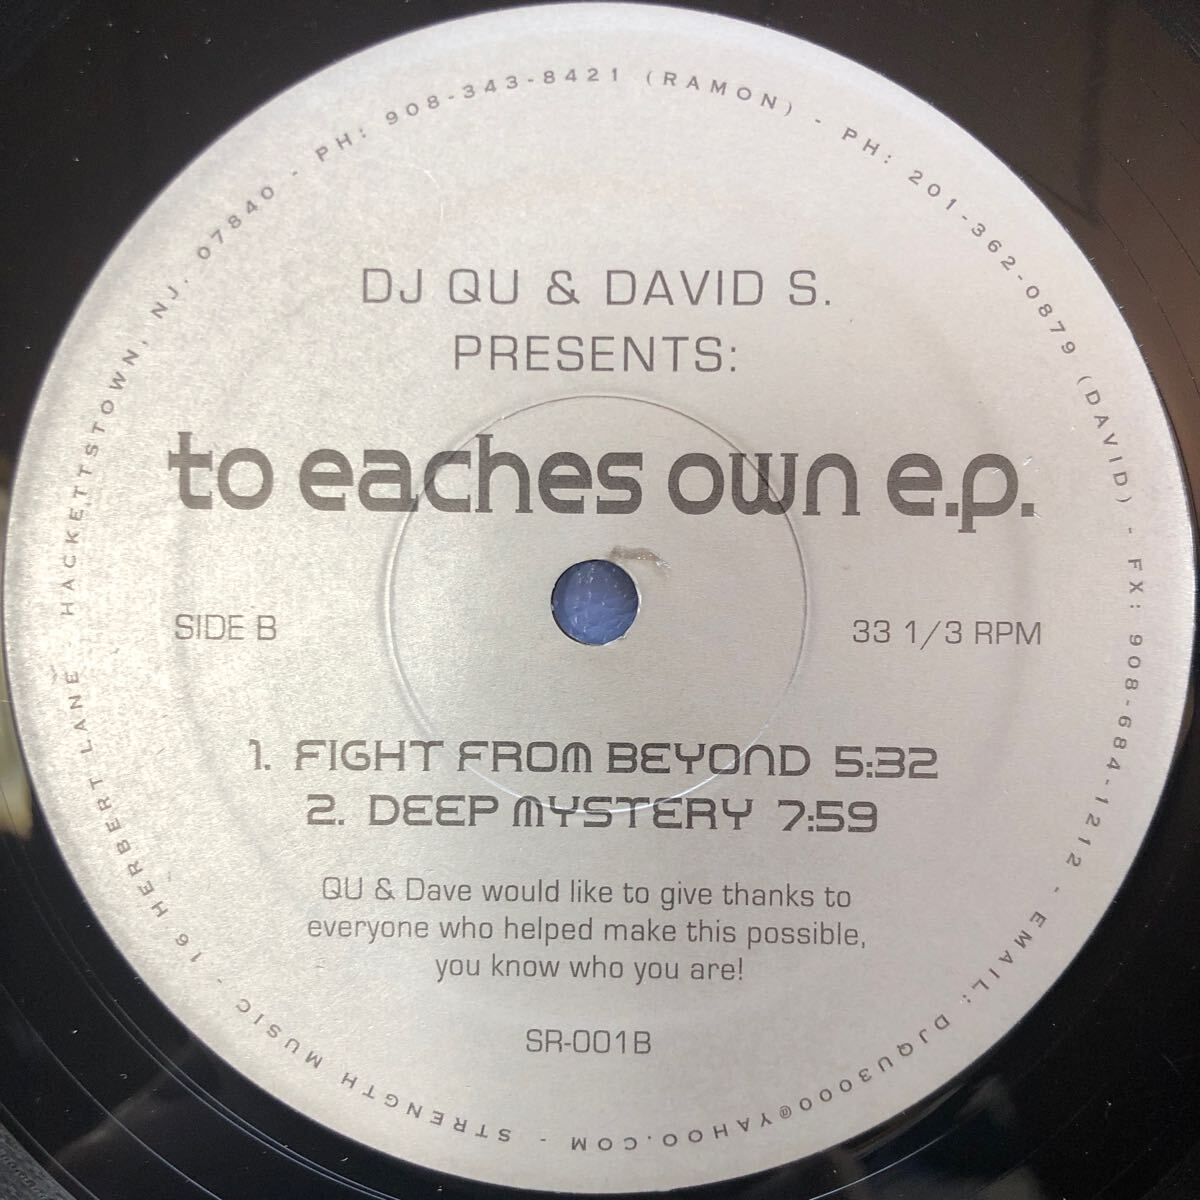 DJ QU & DAVID S.
PRESENTS:
to eaches own e.p.
SIDE B
33 1/3 RPM
1. FIGHT FROM BEYOND 5:32
2. DEEP MYSTERY 7:59
QU & Dave would like to give thanks to
everyone who helped make this possible,
you know who you are!
SR-001B
STRENGTH MUSIC - 16 HERBERT LANE HACKETTSTOWN, NJ. 07840 - PH: 908-343-8421 (RAMON) - PH: 201-362-0879 (DAVID) - FX: 908-684-1212 - EMAIL: DJQU3000@YAHOO.COM -